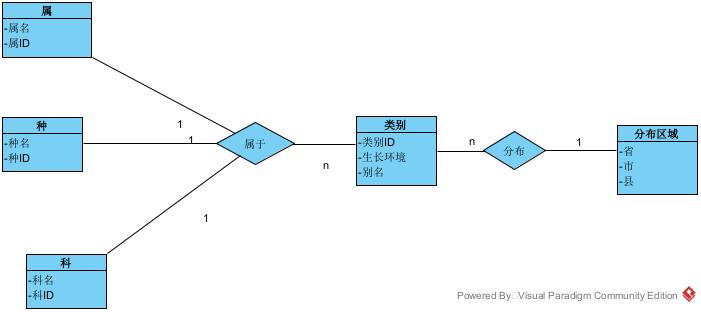 属
-属名
-属ID
种
-种名
-种ID
科
-科名
-科ID
1
1
1
属于
n
类别
-类别ID
-生长环境
-别名
n
分布
1
分布区域
-省
-市
-县
Powered By□Visual Paradigm Community Edition